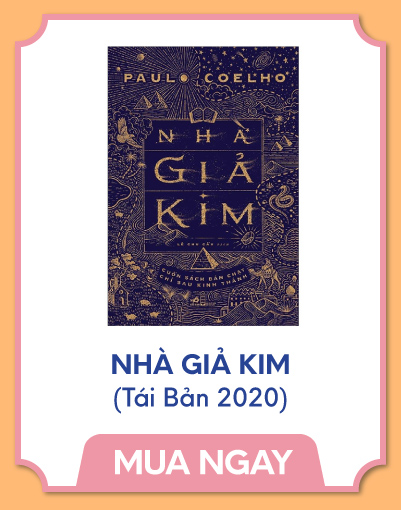 PAULO COELHO
NHÀ
GIẢ
KIM
CUỐN SÁCH BÁN CHẠY
CHỈ SAU KINH THÁNH
NHÀ GIẢ KIM
(Tái Bản 2020)
MUA NGAY